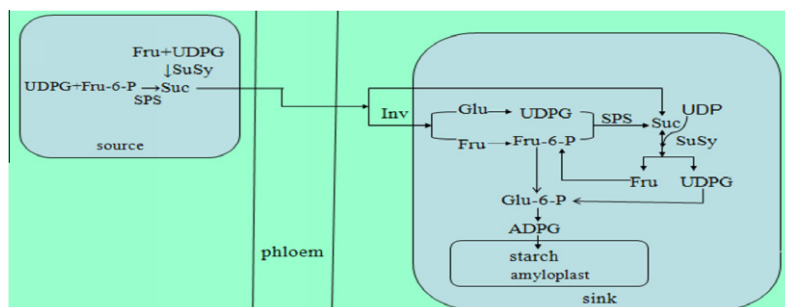 Fru+UDPG
↓SuSy
UDPG+Fru-6-P →Suc
SPS
source
phloem
Inv
Glu → UDPG
Fru → Fru-6-P
SPS
Suc
UDP
SuSy
Fru UDPG
Glu-6-P
ADPG
starch
amyloplast
sink